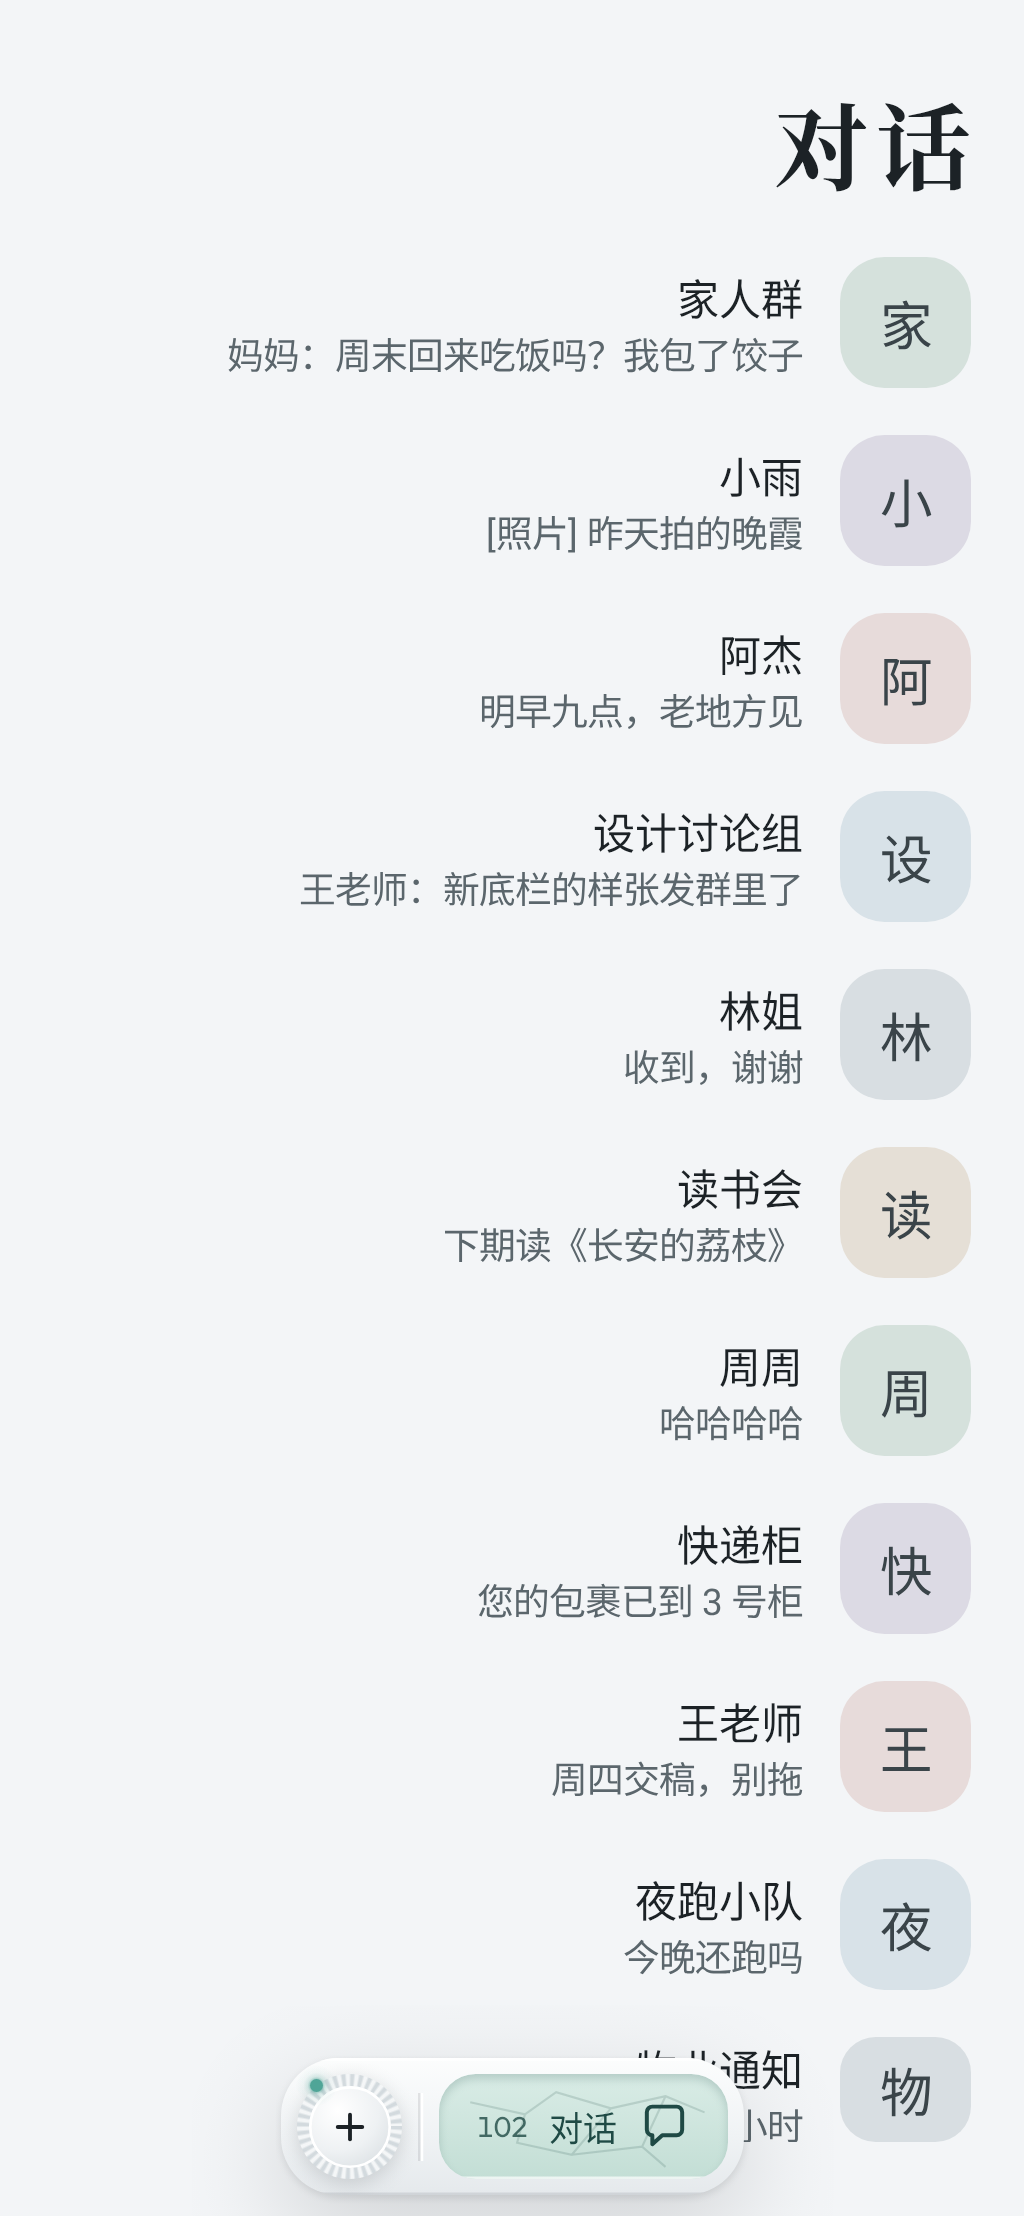 对话
家人群
家
妈妈：周末回来吃饭吗？我包了饺子
小雨
小
[照片] 昨天拍的晚霞
阿杰
阿
明早九点，老地方见
设计讨论组
设
王老师：新底栏的样张发群里了
林姐
林
收到，谢谢
读书会
读
下期读《长安的荔枝》
周周
周
哈哈哈哈
快递柜
快
您的包裹已到 3 号柜
王老师
王
周四交稿，别拖
夜跑小队
夜
今晚还跑吗
通知
物
小时
102 对话